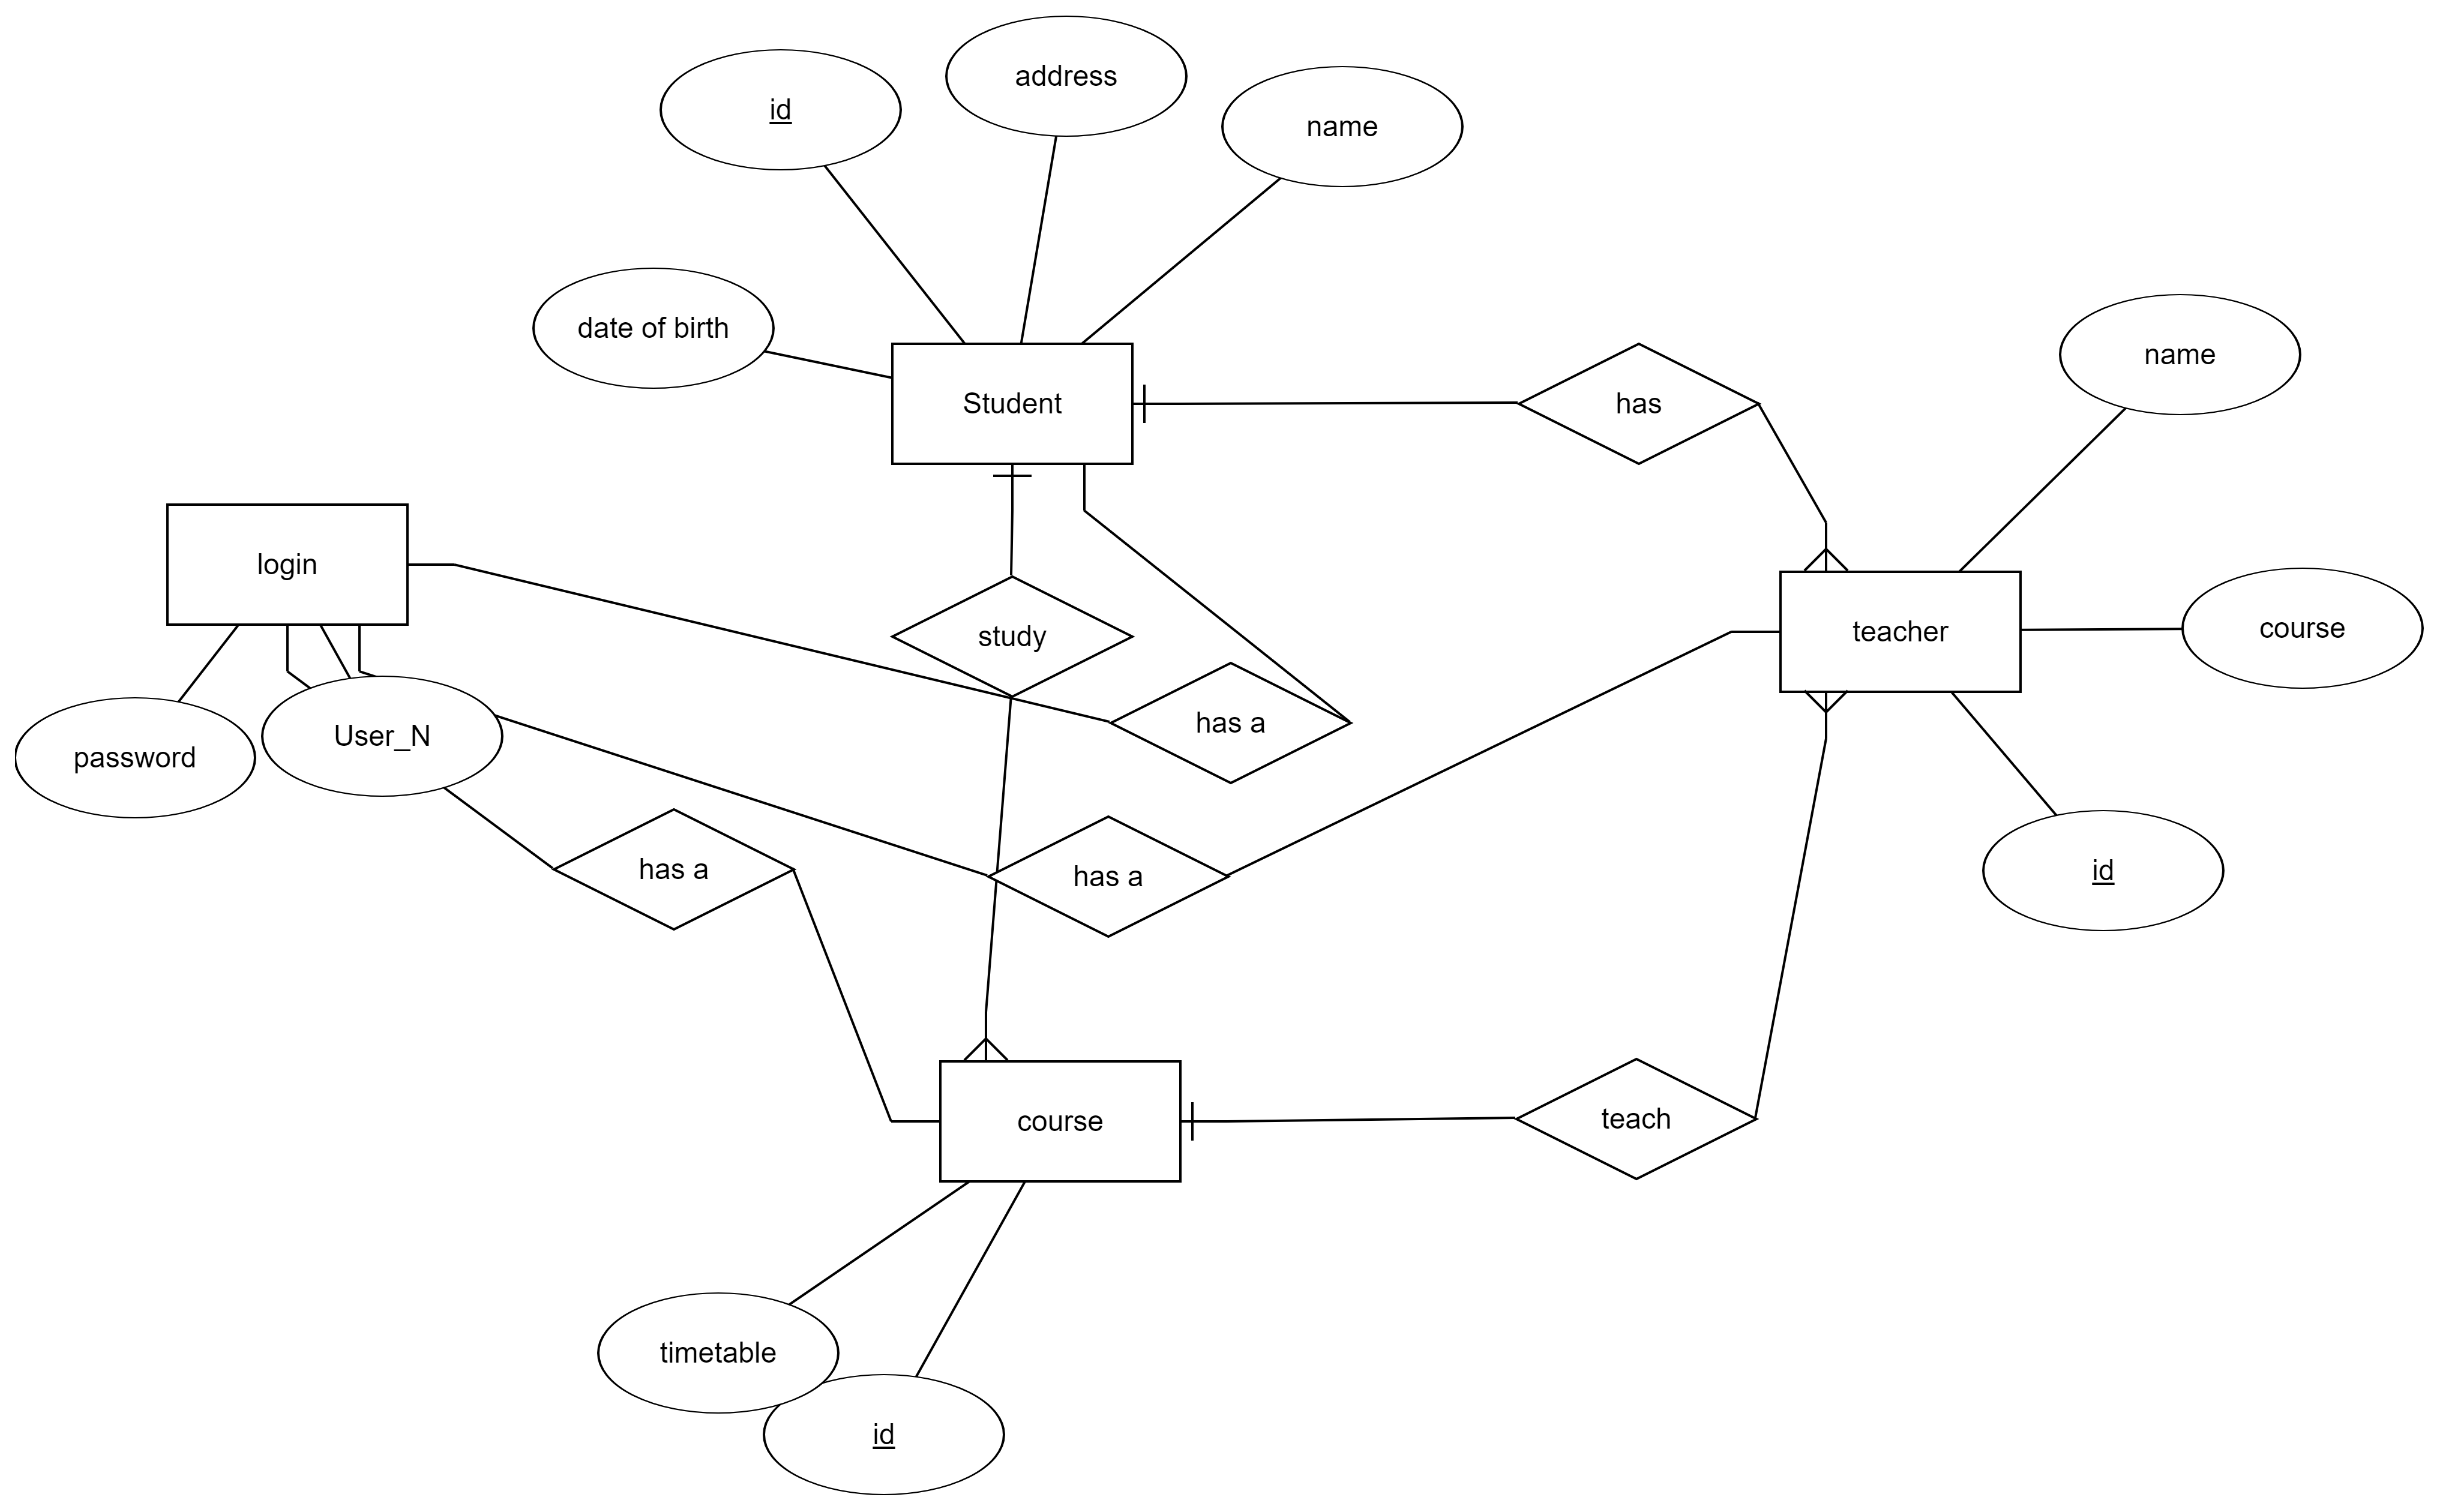 address
id
name
date of birth
name
Student
has
login
course
teacher
study
has a
User_N
password
has a
has a
id
teach
course
timetable
id